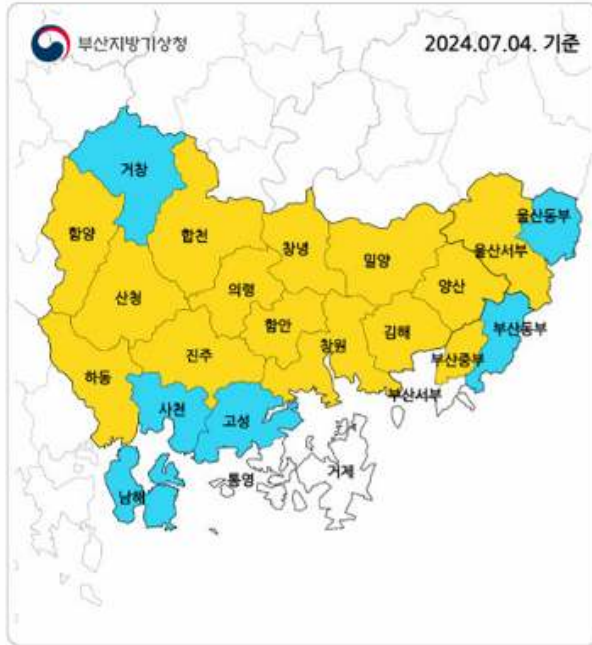 부산지방기상청
2024.07.04. 기준
거창
함양
합천
창녕
밀양
울산동부
울산서부
산청
의령
양산
함안
김해
부산동부
진주
창원
하동
부산중부
사천
고성
부산서부
남해
통영
거제